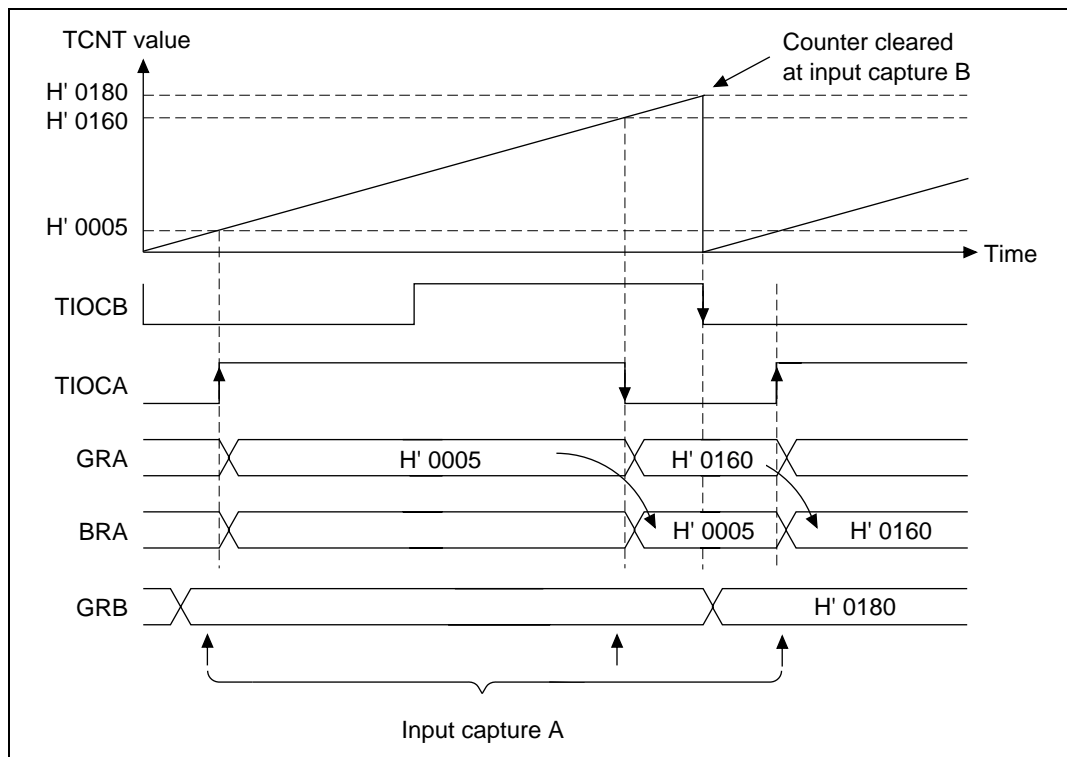 TCNT value
Counter cleared
at input capture B
H' 0180
H' 0160
H' 0005
Time
TIOCB
TIOCA
GRA
H' 0005
H' 0160
BRA
H' 0005
H' 0160
GRB
H' 0180
Input capture A